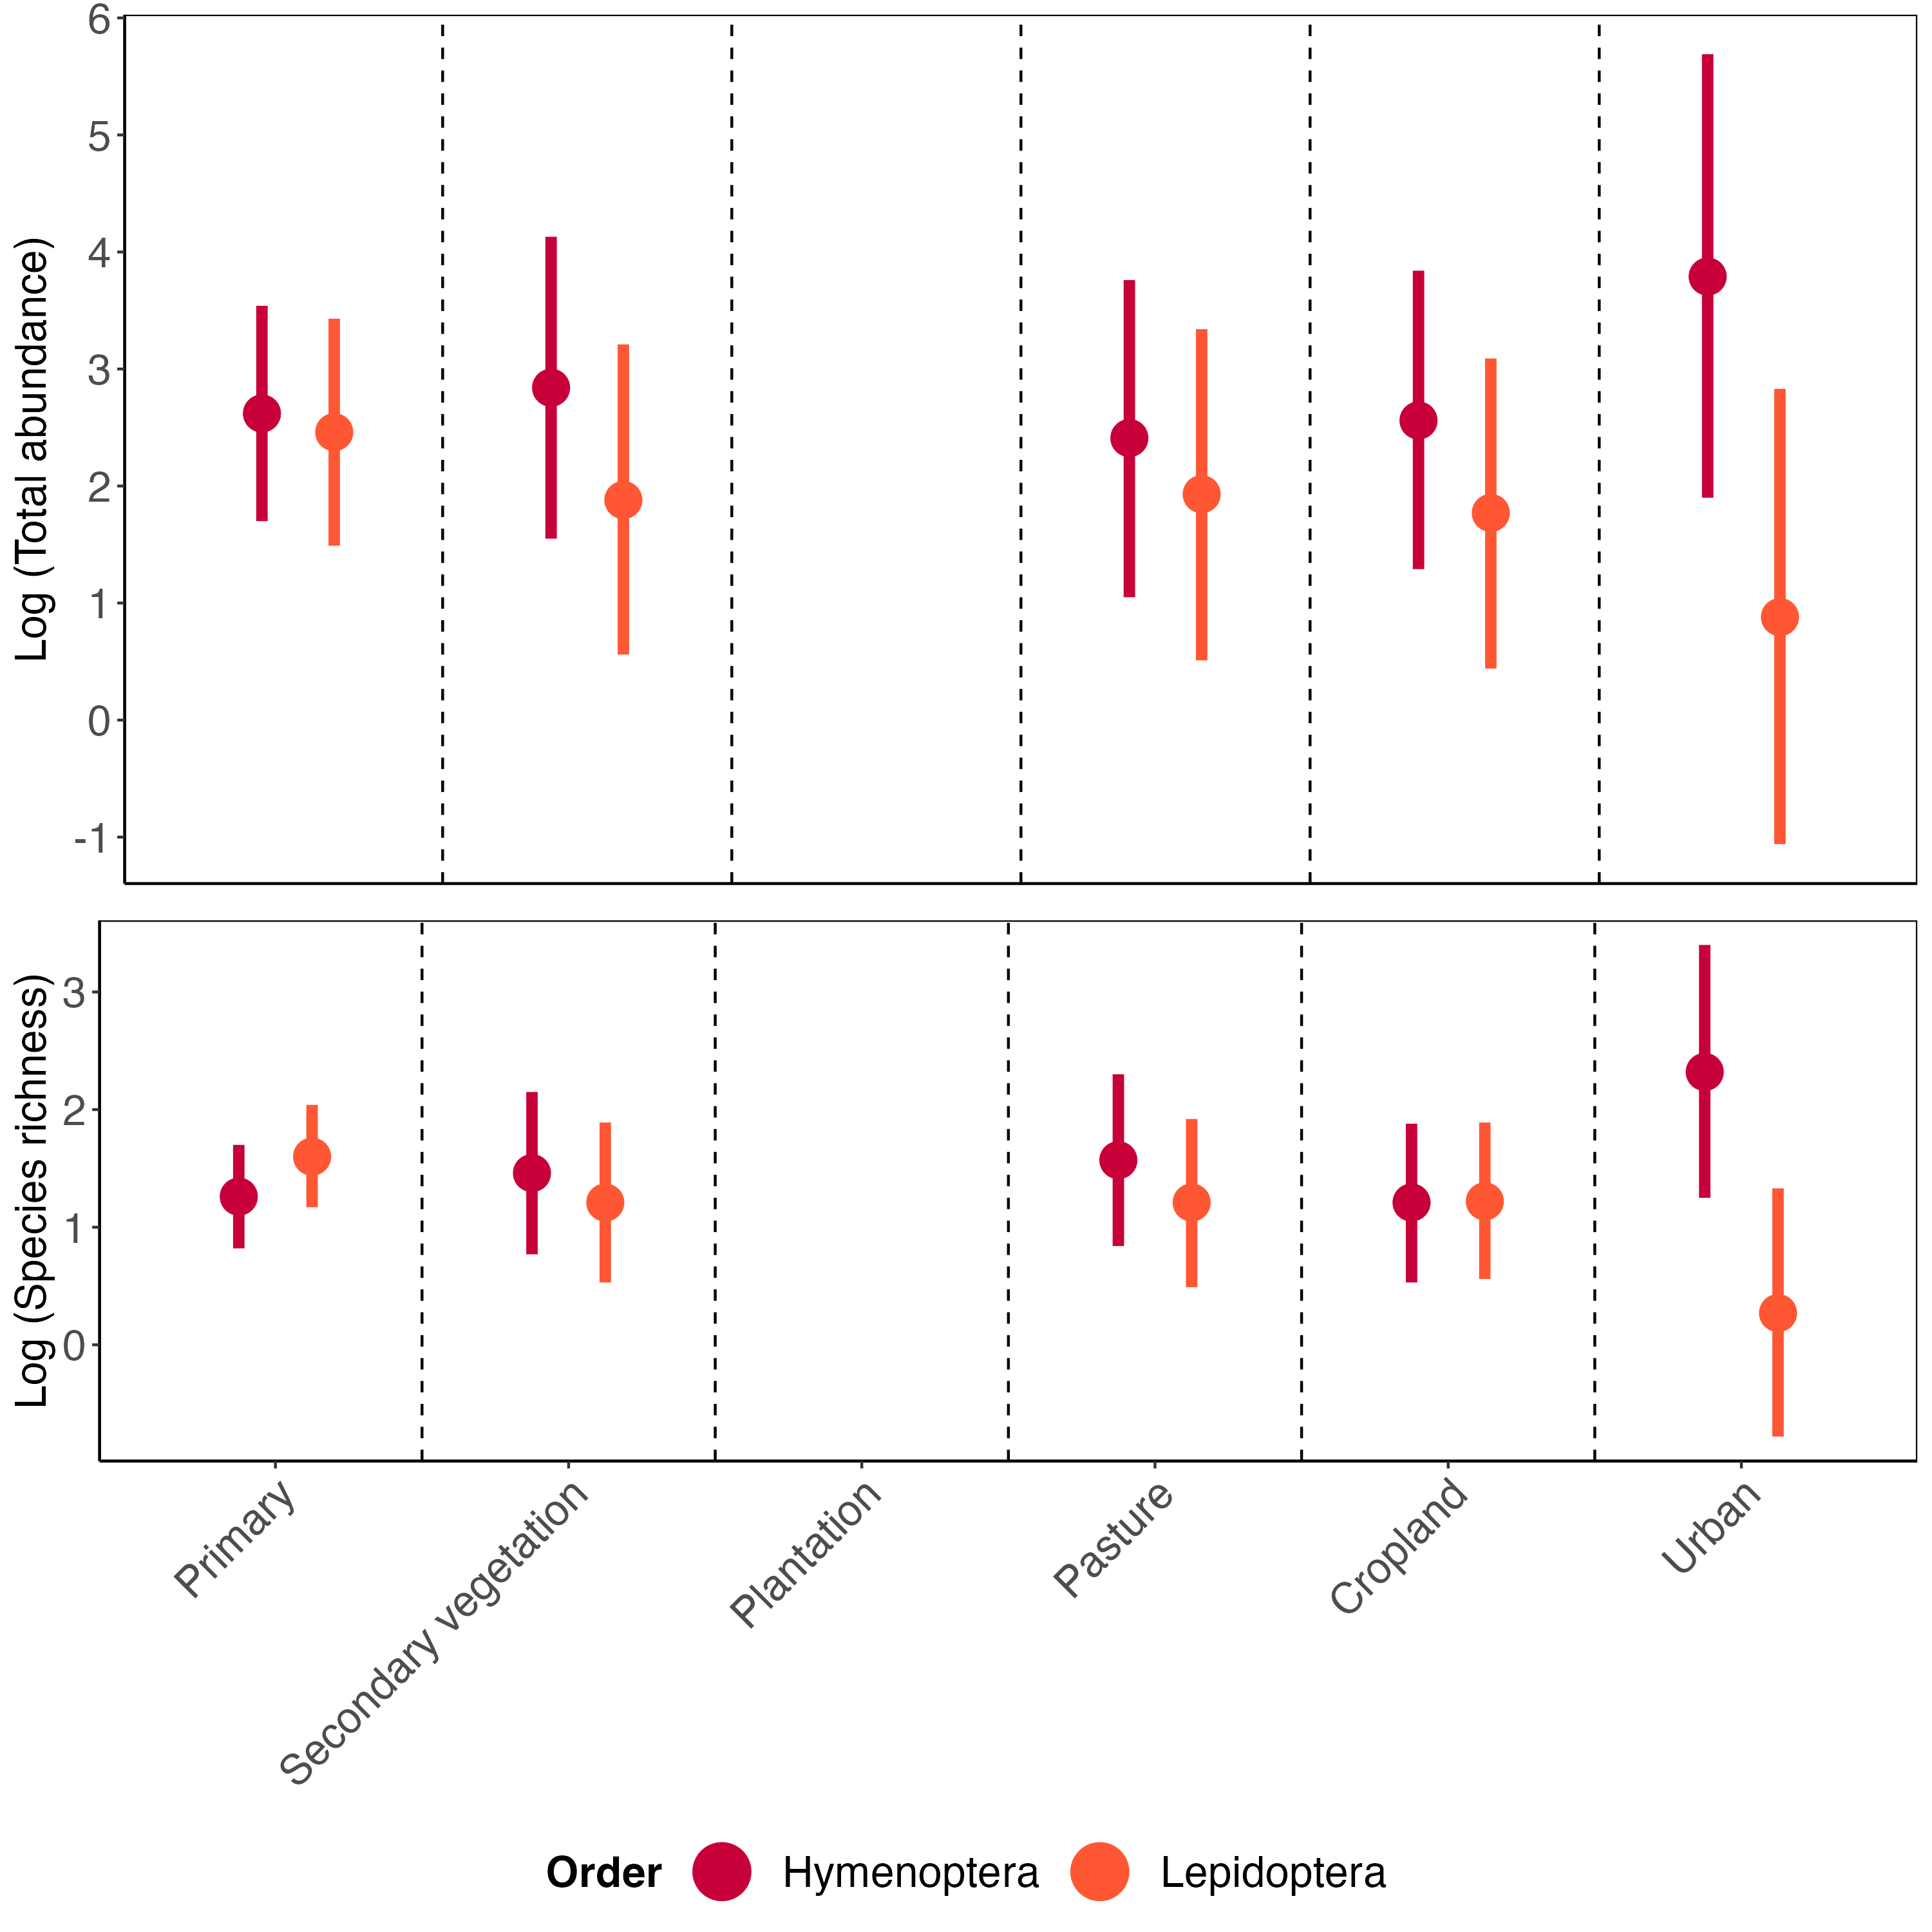 Log (Total abundance)
6
5
4
3
2
1
0
-1
Log (Species richness)
3
2
1
0
Primary
Secondary vegetation
Plantation
Pasture
Cropland
Urban
Order Hymenoptera Lepidoptera